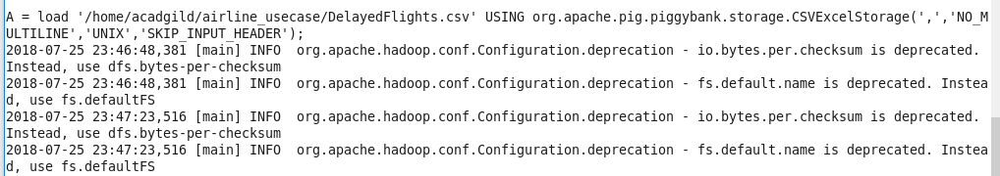 A = load '/home/acadgild/airline_usecase/DelayedFlights.csv' USING org.apache.pig.piggybank.storage.CSVExcelStorage(',','NO_M
ULTILINE','UNIX','SKIP_INPUT_HEADER');
2018-07-25 23:46:48,381 [main] INFO  org.apache.hadoop.conf.Configuration.deprecation - io.bytes.per.checksum is deprecated.
Instead, use dfs.bytes-per-checksum
2018-07-25 23:46:48,381 [main] INFO  org.apache.hadoop.conf.Configuration.deprecation - fs.default.name is deprecated. Instea
d, use fs.defaultFS
2018-07-25 23:47:23,516 [main] INFO  org.apache.hadoop.conf.Configuration.deprecation - io.bytes.per.checksum is deprecated.
Instead, use dfs.bytes-per-checksum
2018-07-25 23:47:23,516 [main] INFO  org.apache.hadoop.conf.Configuration.deprecation - fs.default.name is deprecated. Instea
d, use fs.defaultFS